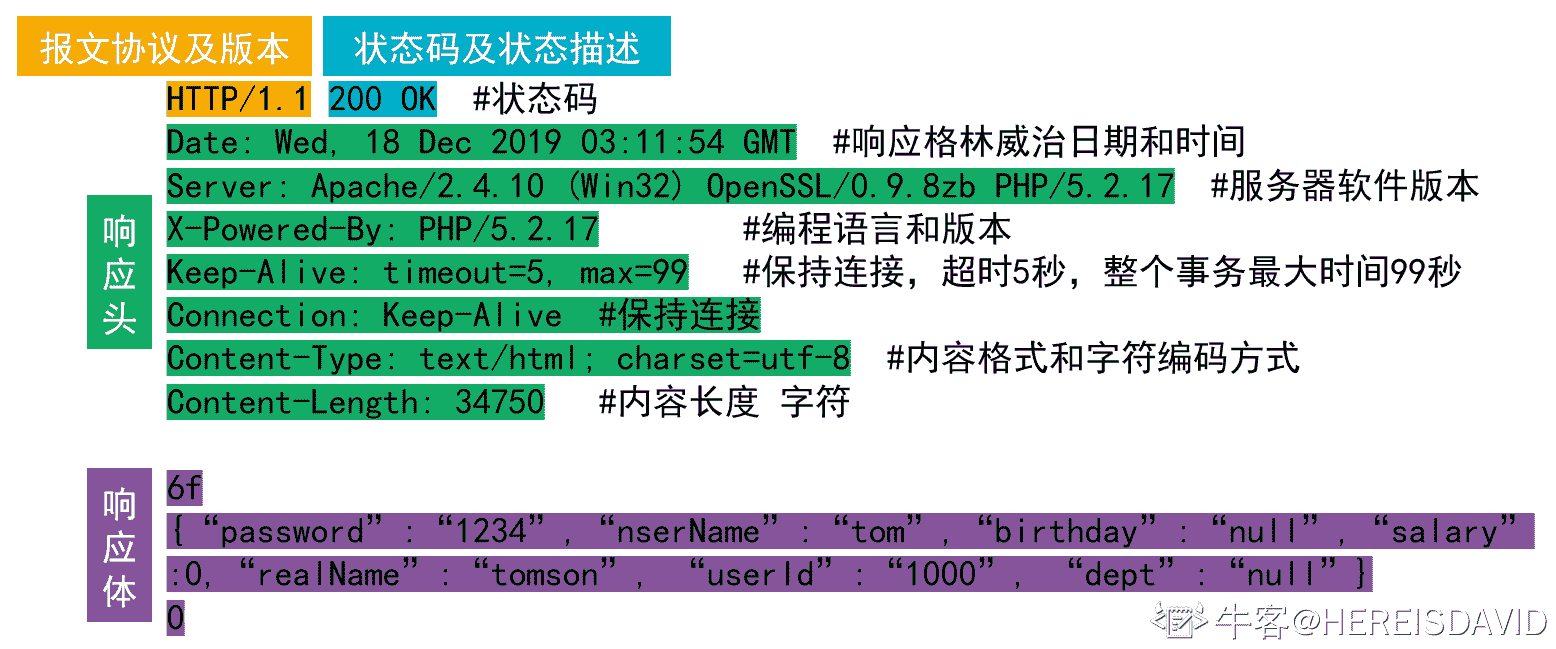 报文协议及版本 状态码及状态描述
HTTP/1.1 200 OK #状态码
Date: Wed, 18 Dec 2019 03:11:54 GMT #响应格林威治日期和时间
Server: Apache/2.4.10 (Win32) OpenSSL/0.9.8zb PHP/5.2.17 #服务器软件版本
响应头
X-Powered-By: PHP/5.2.17 #编程语言和版本
Keep-Alive: timeout=5, max=99 #保持连接，超时5秒，整个事务最大时间99秒
Connection: Keep-Alive #保持连接
Content-Type: text/html; charset=utf-8 #内容格式和字符编码方式
Content-Length: 34750 #内容长度 字符
响应体
6f
{“password”:“1234”,“nserName”:“tom”,“birthday”:“null”,“salary”
:0,“realName”:“tomson”,“userId”:“1000”,“dept”:“null”}
0
牛客@HEREISDAVID